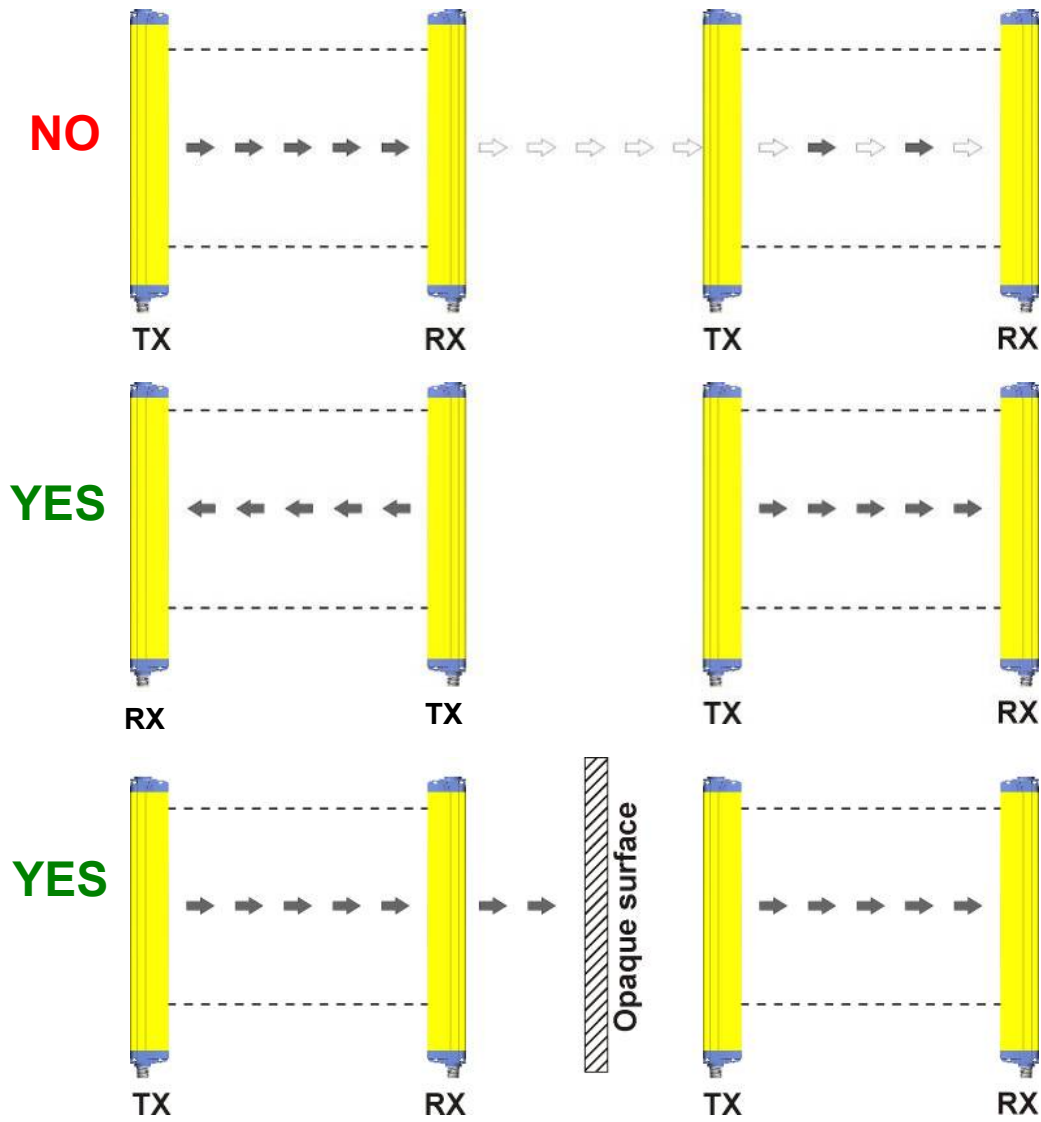 NO
TX RX TX RX
YES
RX TX TX RX
YES
Opaque surface
TX RX TX RX